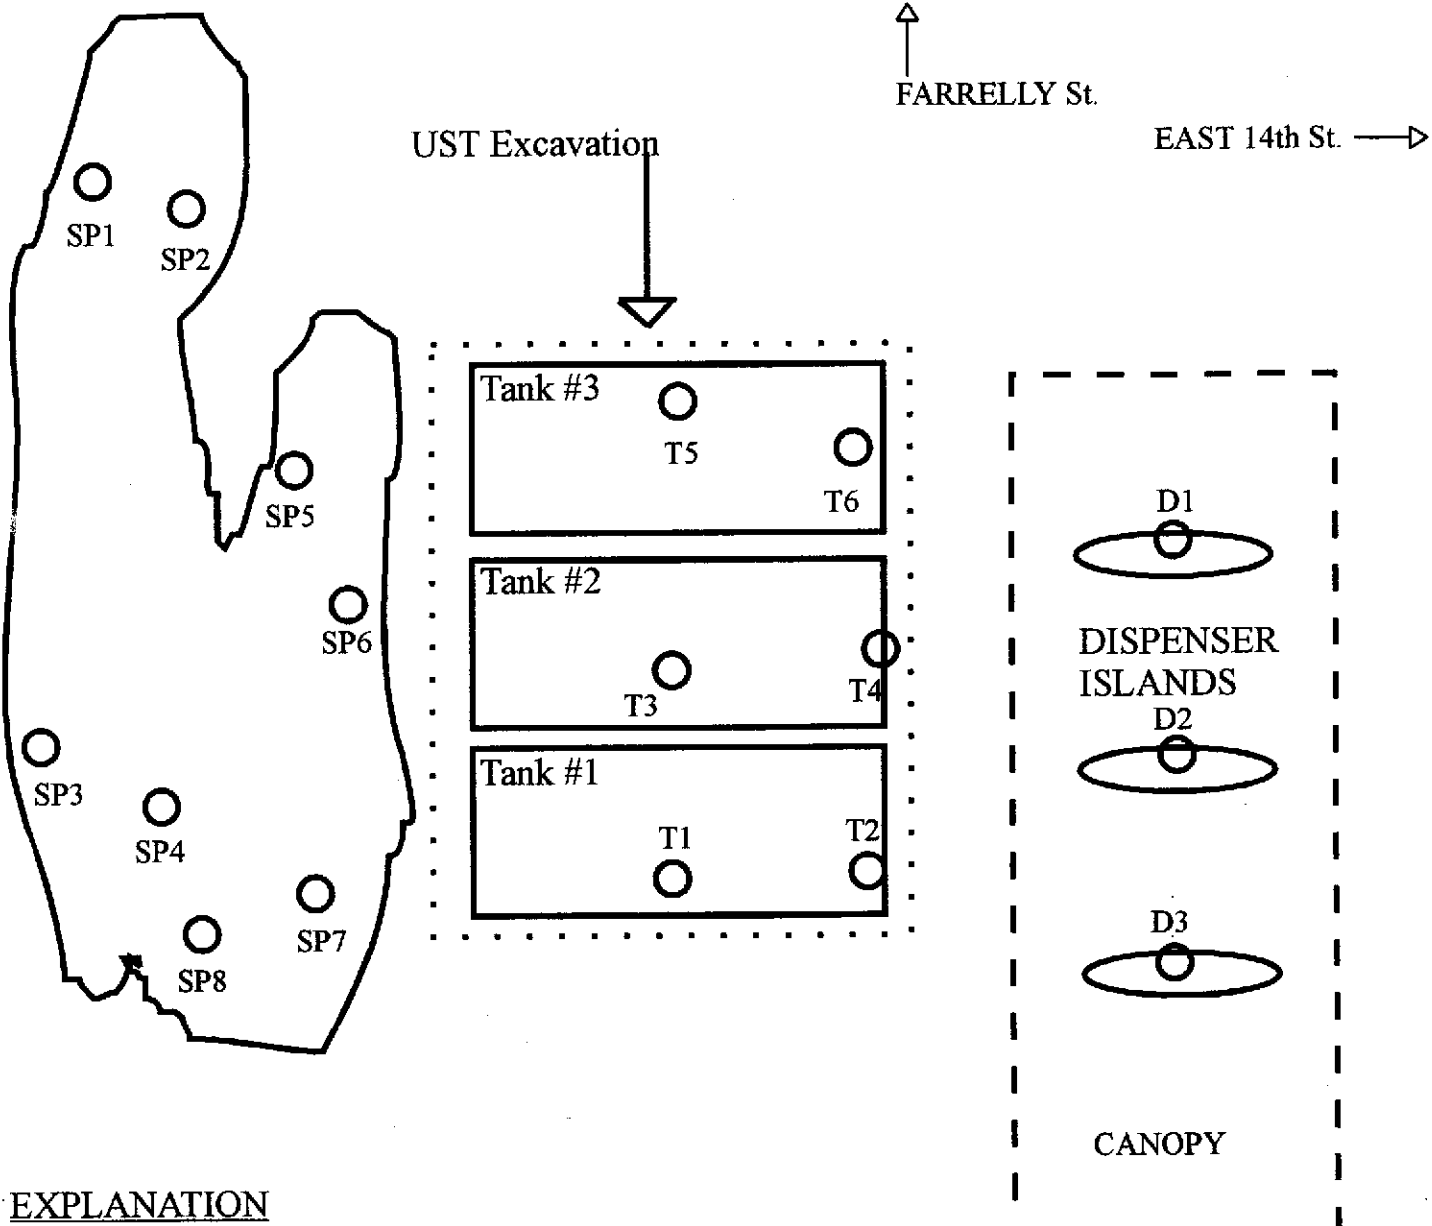 FARRELLY St.
EAST 14th St.
UST Excavation
SP1
SP2
Tank #3
T5
T6
SP5
D1
Tank #2
DISPENSER
ISLANDS
SP6
T3
T4
D2
Tank #1
SP3
SP4
T1
T2
SP7
D3
SP8
CANOPY
EXPLANATION